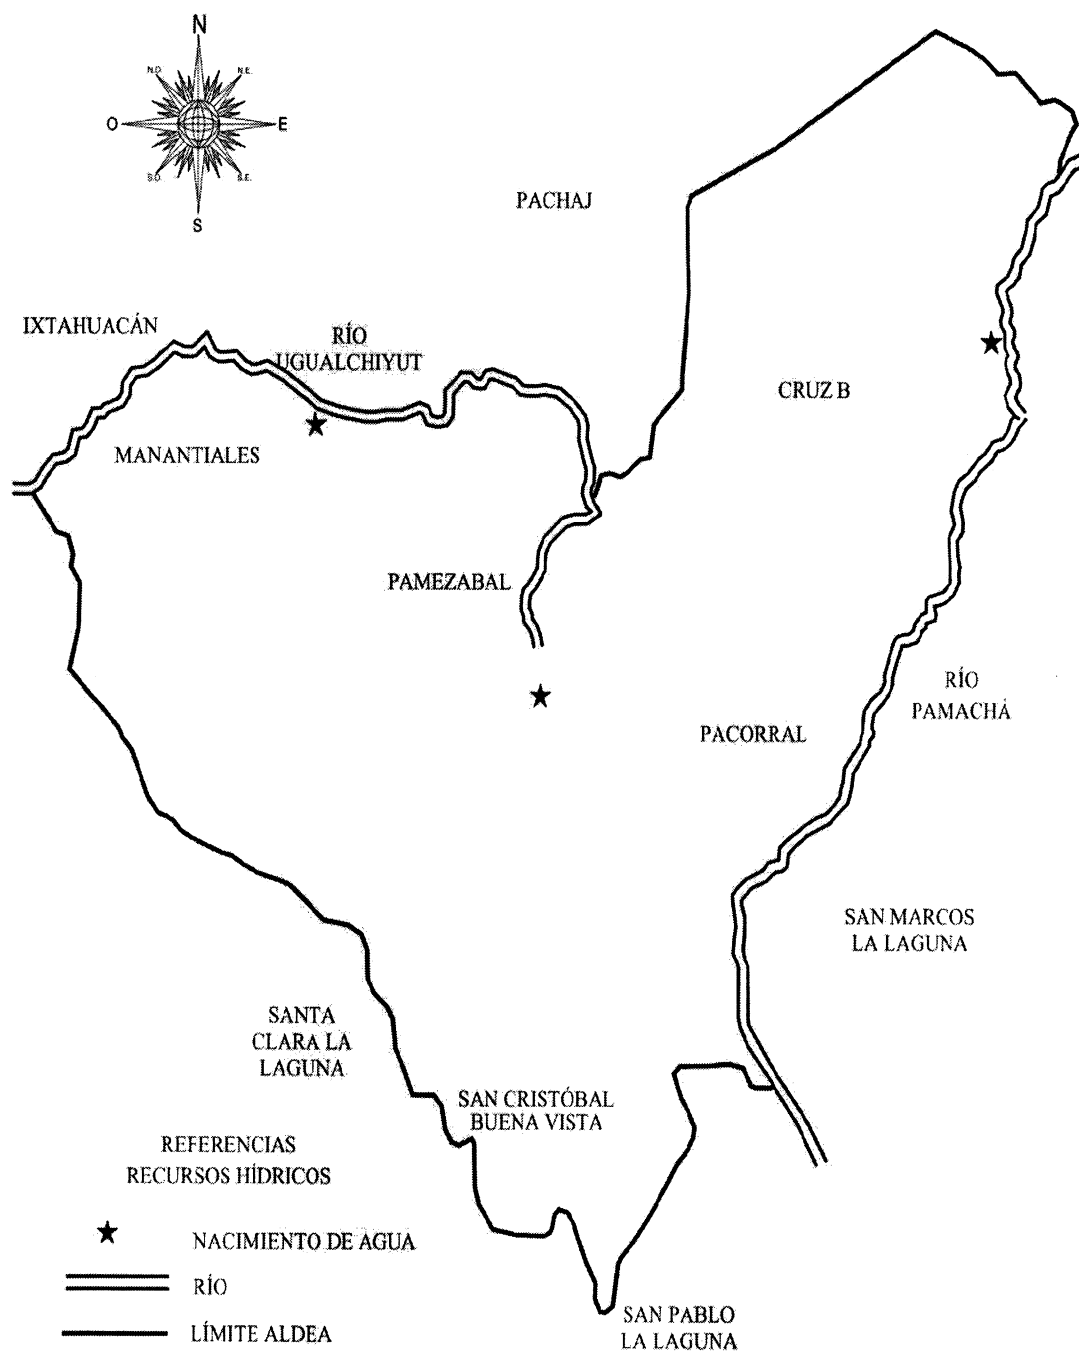 N
N.O.
N.E.
O
E
S.O.
S.E.
S
PACHAJ
IXTAHUACÁN
RÍO
UGUALCHIYUT
CRUZ B
MANANTIALES
PAMEZABAL
RÍO
PAMACHÁ
PACORRAL
SAN MARCOS
LA LAGUNA
SANTA
CLARA LA
LAGUNA
SAN CRISTÓBAL
BUENA VISTA
REFERENCIAS
RECURSOS HÍDRICOS
NACIMIENTO DE AGUA
RÍO
LÍMITE ALDEA
SAN PABLO
LA LAGUNA